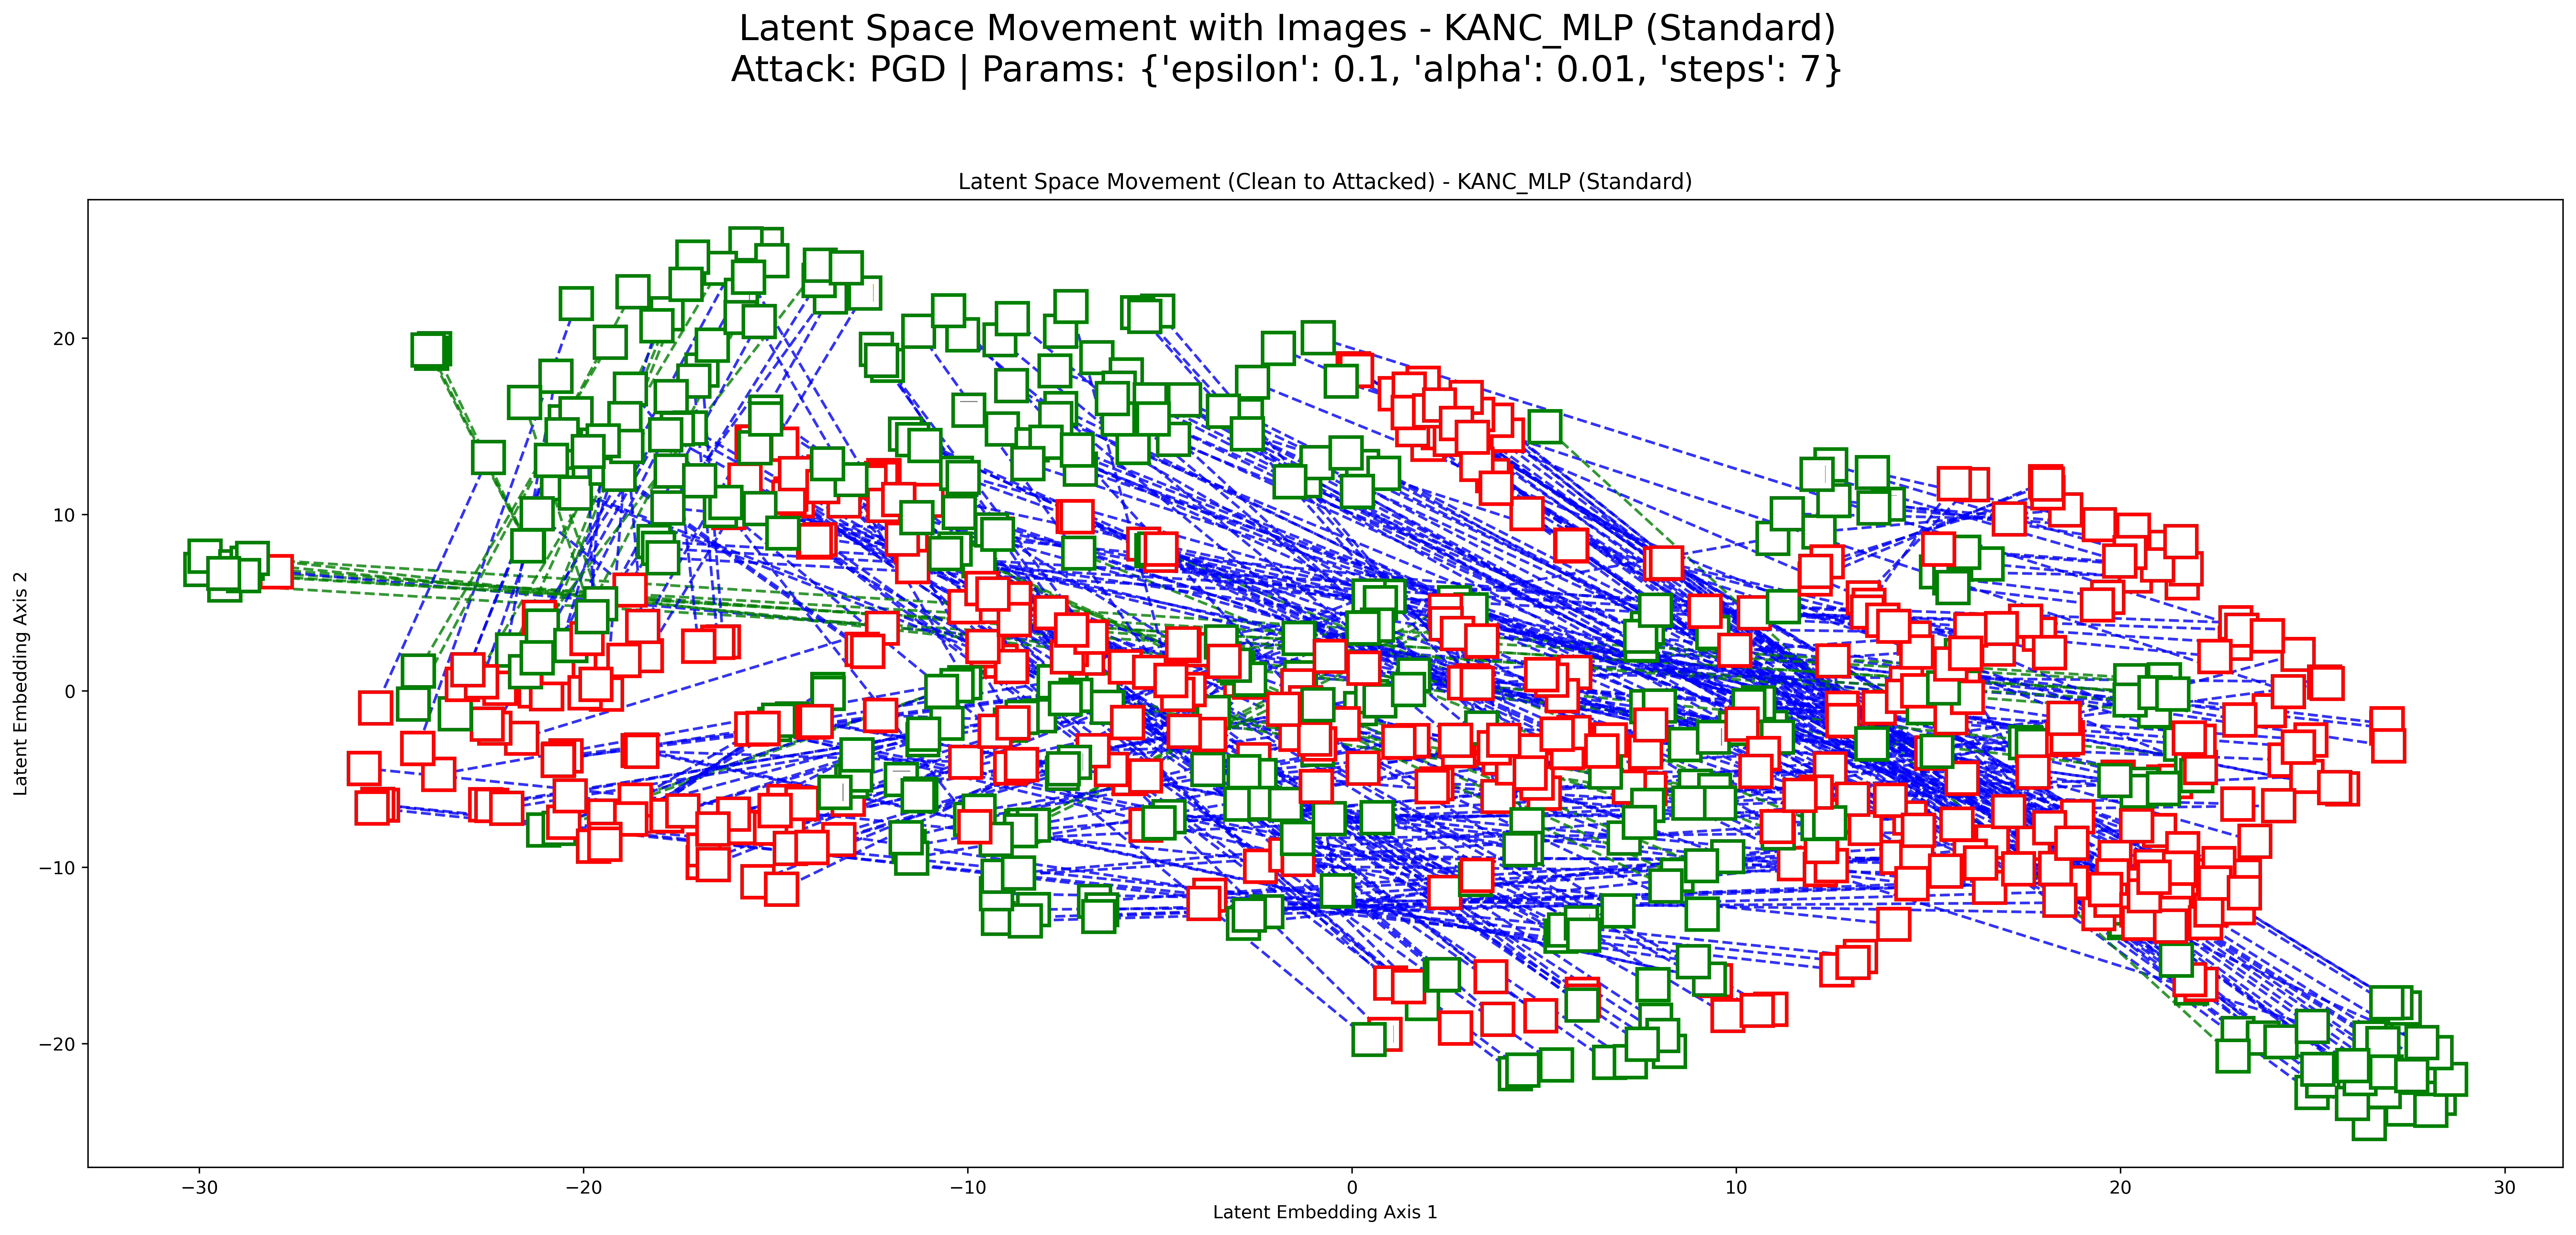 Latent Space Movement with Images - KANC_MLP (Standard)
Attack: PGD | Params: {'epsilon': 0.1, 'alpha': 0.01, 'steps': 7}
Latent Space Movement (Clean to Attacked) - KANC_MLP (Standard)
Latent Embedding Axis 2
20
10
0
−10
−20
−30
−20
−10
0
10
20
30
Latent Embedding Axis 1